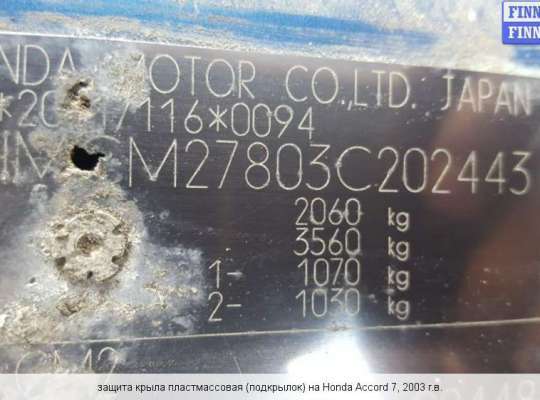 FINN
FINN
MOTOR CO.,LTD. JAPAN
116*0094
M27803C202443
2060 kg
3560 kg
1- 1070 kg
2- 1030 kg
защита крыла пластмассовая (подкрылок) на Honda Accord 7, 2003 г.в.